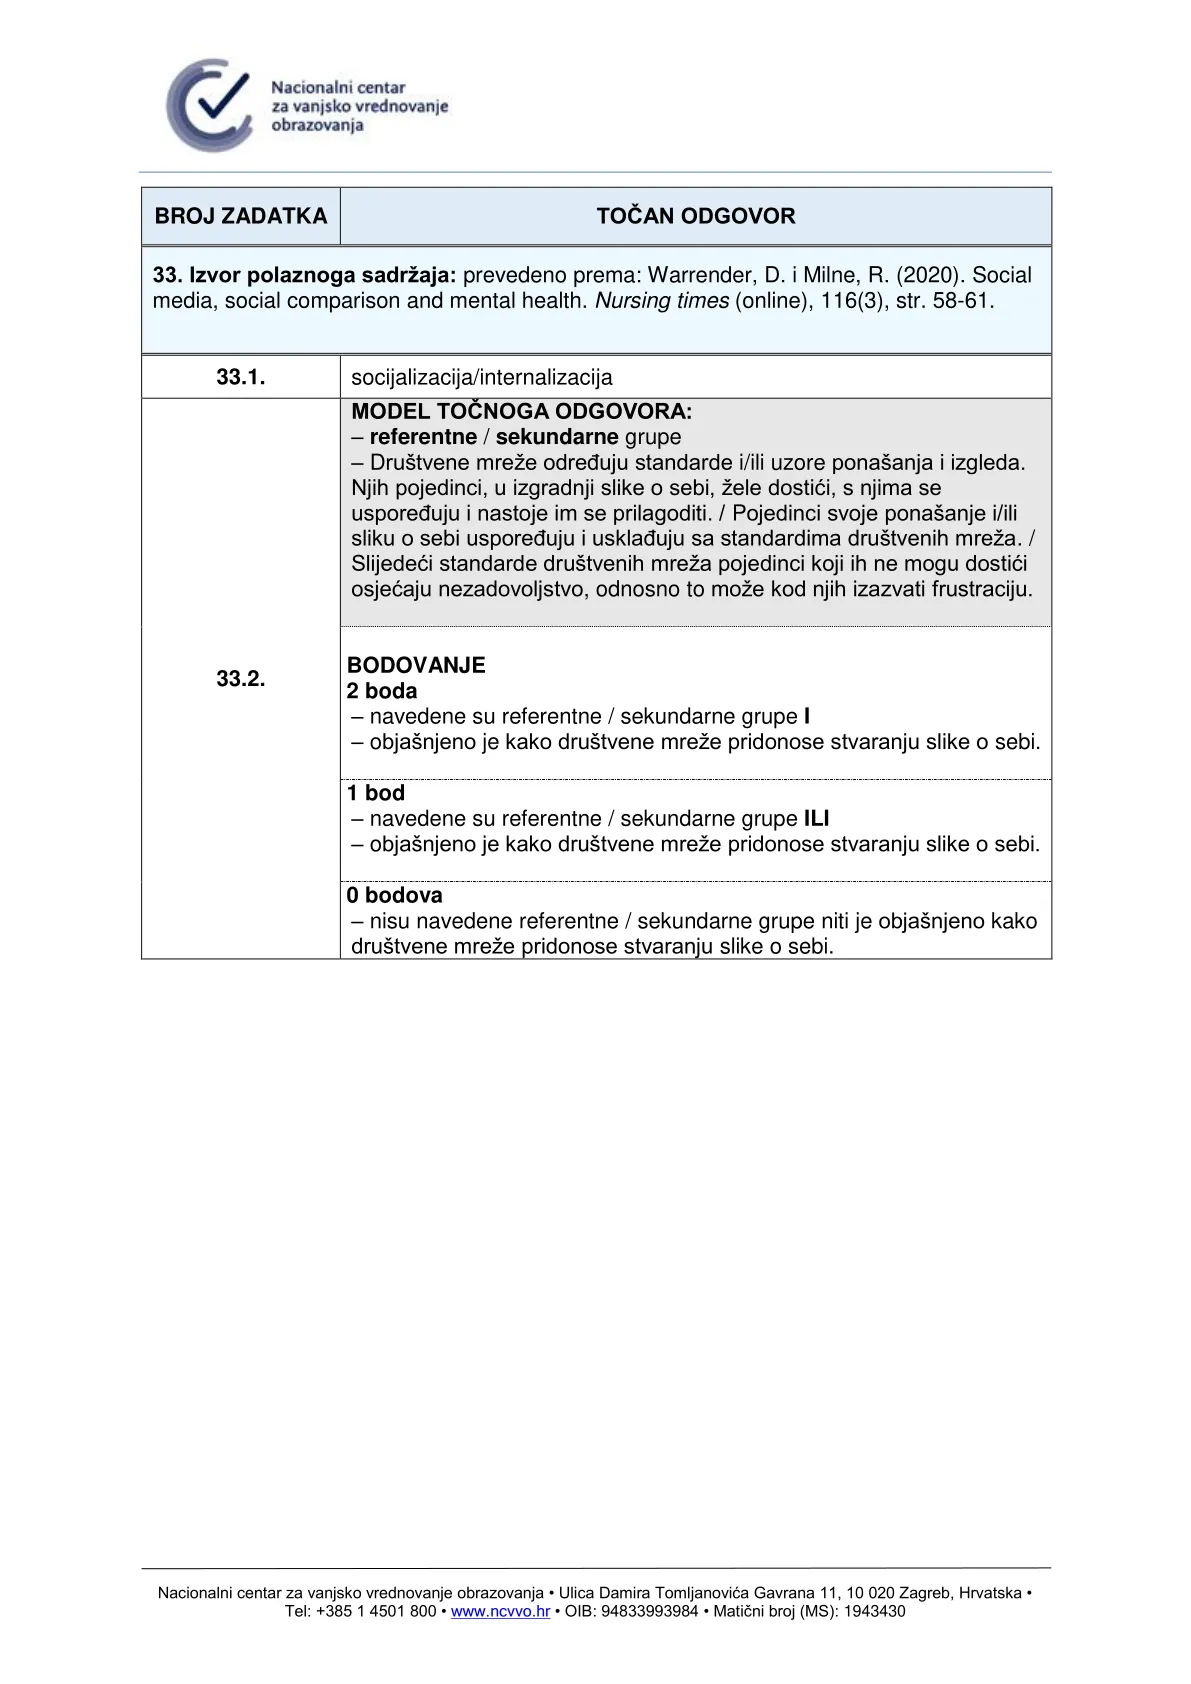 Nacionalni centar
za vanjsko vrednovanje
obrazovanja
BROJ ZADATKA
TOČAN ODGOVOR
33. Izvor polaznoga sadržaja: prevedeno prema: Warrender, D. i Milne, R. (2020). Social
media, social comparison and mental health. Nursing times (online), 116(3), str. 58-61.
33.1.
socijalizacija/internalizacija
33.2.
MODEL TOČNOGA ODGOVORA:
– referentne / sekundarne grupe
– Društvene mreže određuju standarde i/ili uzore ponašanja i izgleda.
Njih pojedinci, u izgradnji slike o sebi, žele dostići, s njima se
uspoređuju i nastoje im se prilagoditi. / Pojedinci svoje ponašanje i/ili
sliku o sebi uspoređuju i usklađuju sa standardima društvenih mreža. /
Slijedeći standarde društvenih mreža pojedinci koji ih ne mogu dostići
osjećaju nezadovoljstvo, odnosno to može kod njih izazvati frustraciju.
BODOVANJE
2 boda
– navedene su referentne / sekundarne grupe I
– objašnjeno je kako društvene mreže pridonose stvaranju slike o sebi.
1 bod
– navedene su referentne / sekundarne grupe ILI
– objašnjeno je kako društvene mreže pridonose stvaranju slike o sebi.
0 bodova
– nisu navedene referentne / sekundarne grupe niti je objašnjeno kako
društvene mreže pridonose stvaranju slike o sebi.
Nacionalni centar za vanjsko vrednovanje obrazovanja • Ulica Damira Tomljanovića Gavrana 11, 10 020 Zagreb, Hrvatska •
Tel: +385 1 4501 800 • www.ncvvo.hr • OIB: 94833993984 • Matični broj (MS): 1943430